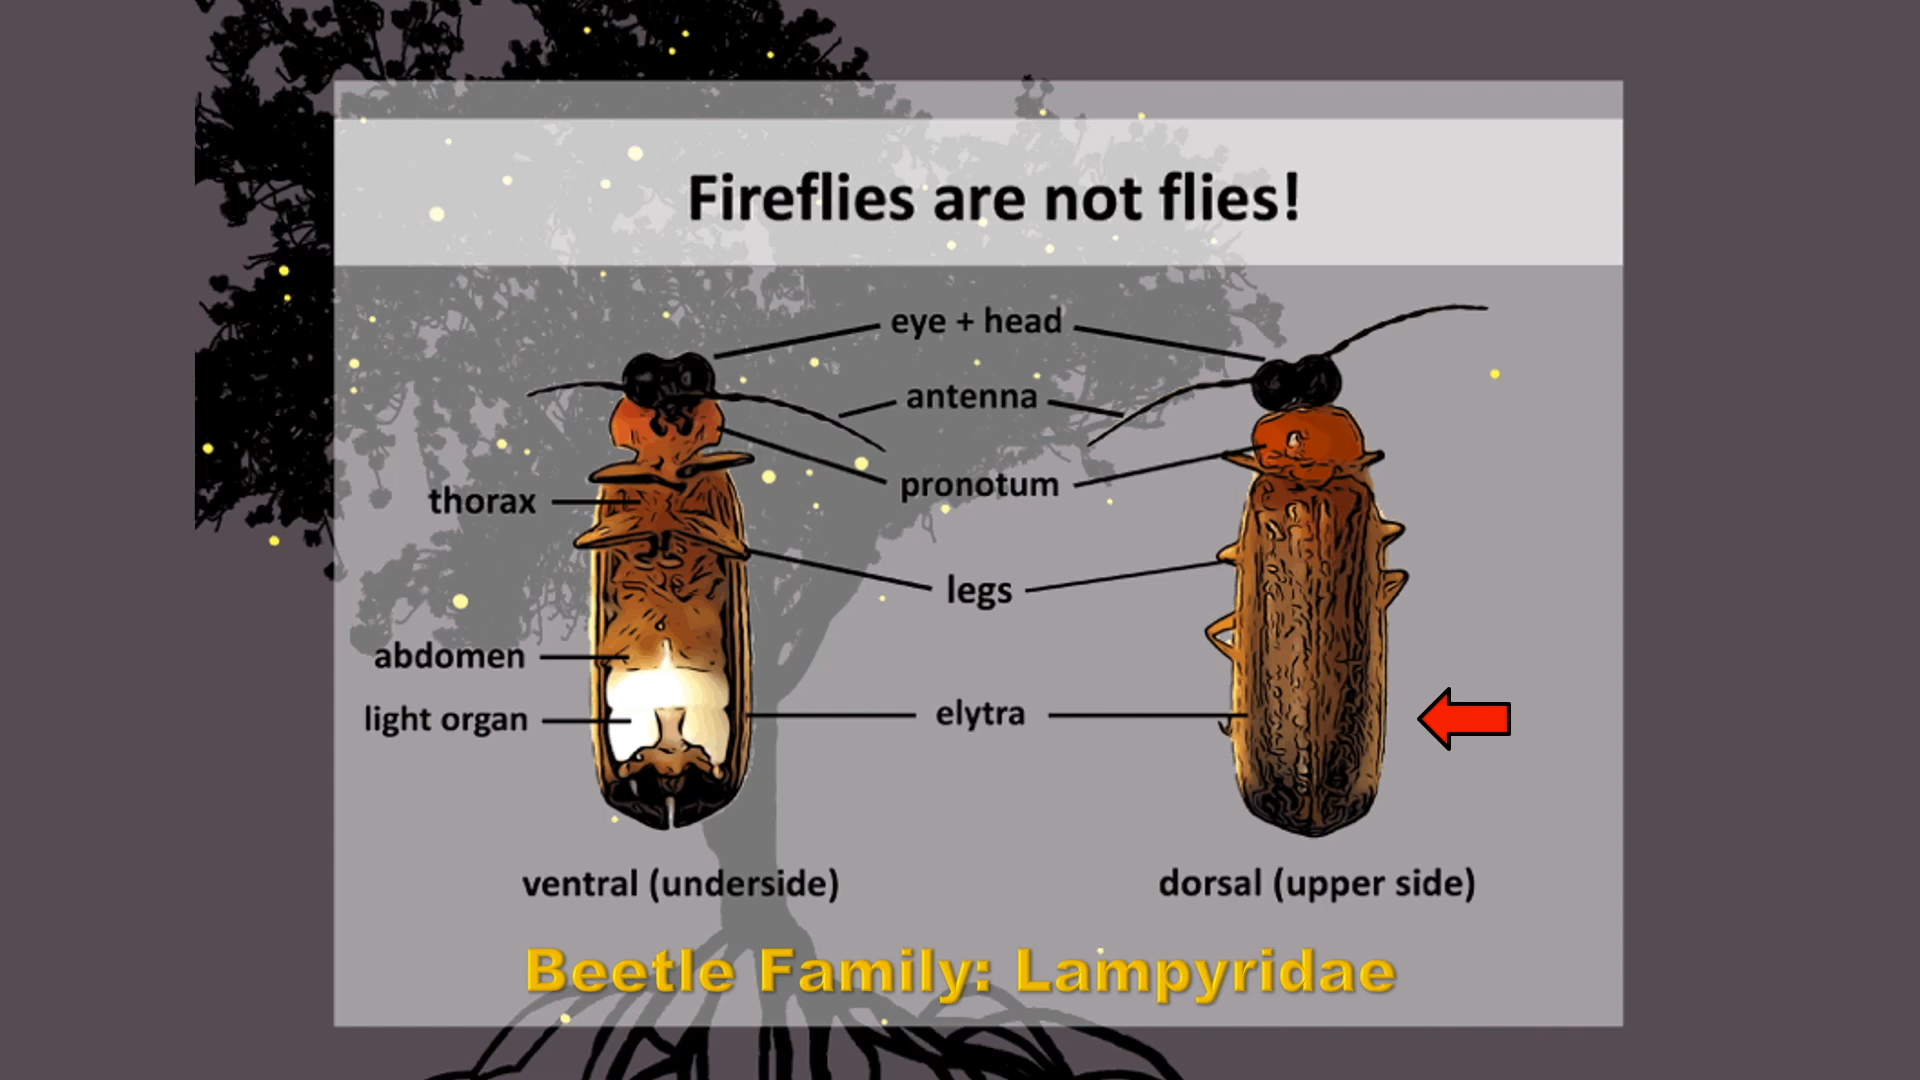 Fireflies are not flies!
eye + head
antenna
pronotum
thorax
legs
abdomen
light organ
elytra
ventral (underside)
dorsal (upper side)
Beetle Family: Lampyridae